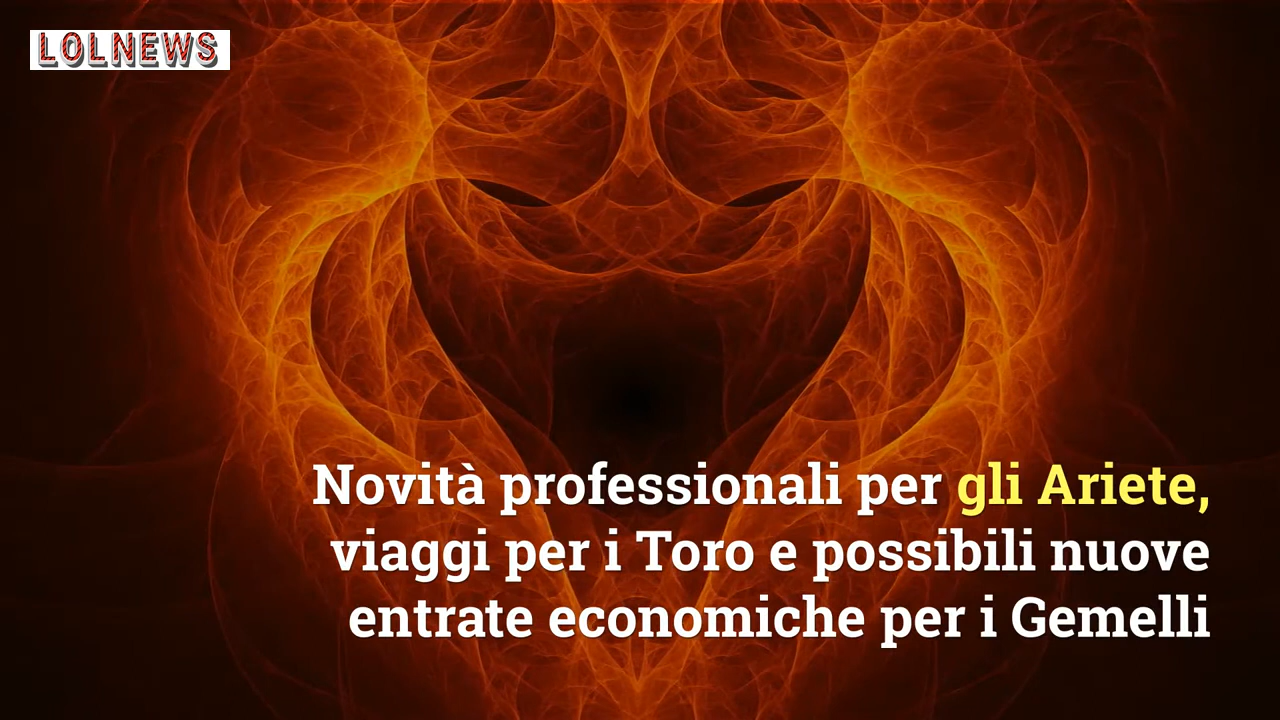 LOLNEWS
Novità professionali per gli Ariete,
viaggi per i Toro e possibili nuove
entrate economiche per i Gemelli